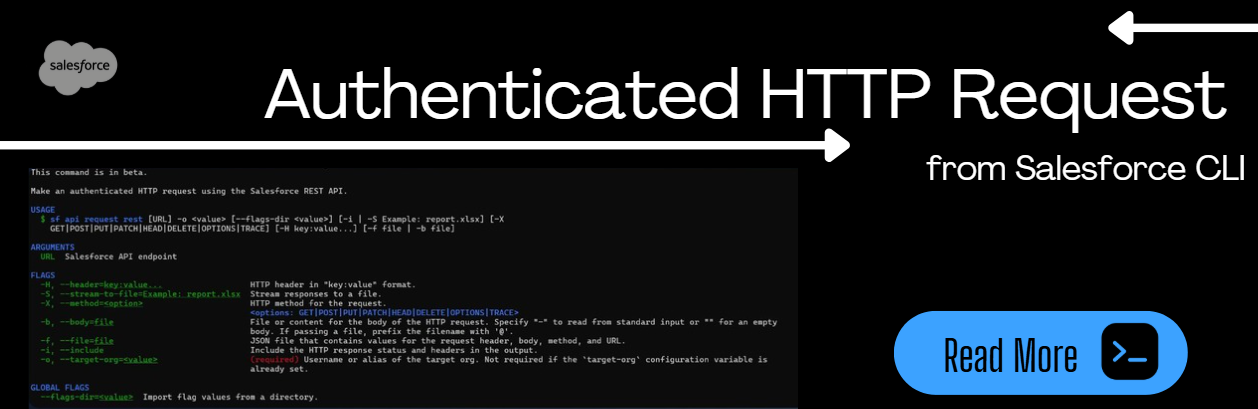 salesforce
Authenticated HTTP Request
from Salesforce CLI
This command is in beta.
Make an authenticated HTTP request using the Salesforce REST API.
USAGE
$ sf api request rest [URL] -o <value> [--flags-dir <value>] [-i | -S Example: report.xlsx] [-X
GET|POST|PUT|PATCH|HEAD|DELETE|OPTIONS|TRACE] [-H key:value...] [-f file | -b file]
ARGUMENTS
URL  Salesforce API endpoint
FLAGS
-H, --header=key:value...  HTTP header in "key:value" format.
-S, --stream-to-file=Example: report.xlsx  Stream responses to a file.
-X, --method=<option>  HTTP method for the request.
<options: GET|POST|PUT|PATCH|HEAD|DELETE|OPTIONS|TRACE>
-b, --body=file  File or content for the body of the HTTP request. Specify "-" to read from standard input or "" for an empty
body. If passing a file, prefix the filename with '@'.
-f, --file=file  JSON file that contains values for the request header, body, method, and URL.
-i, --include  Include the HTTP response status and headers in the output.
-o, --target-org=<value>  (required) Username or alias of the target org. Not required if the `target-org` configuration variable is
already set.
GLOBAL FLAGS
--flags-dir=<value>  Import flag values from a directory.
Read More